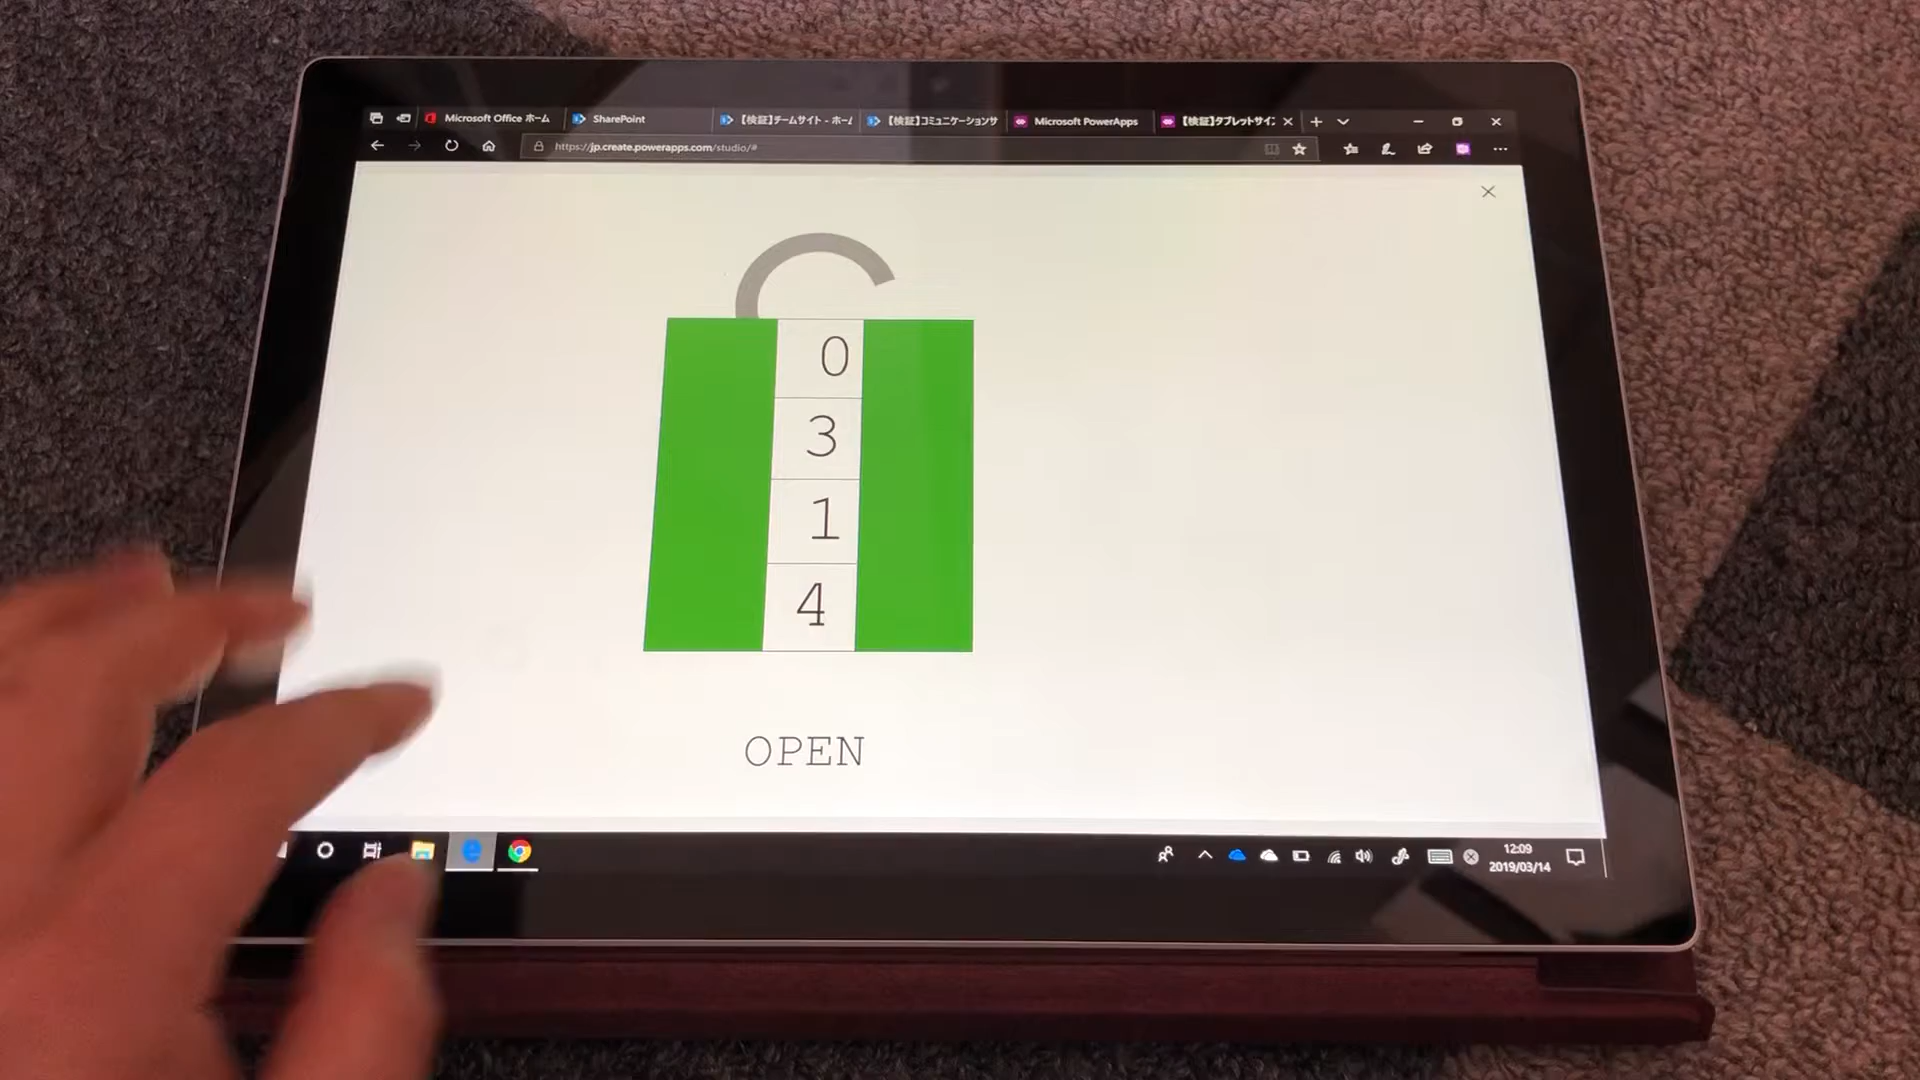 Microsoft Office ホーム
SharePoint
【検証】チームサイト - ホーム
【検証】コミュニケーションサ
Microsoft PowerApps
【検証】タブレットサイズ
https://jp.create.powerapps.com/studio/#
0
3
1
4
OPEN
12:09
2019/03/14